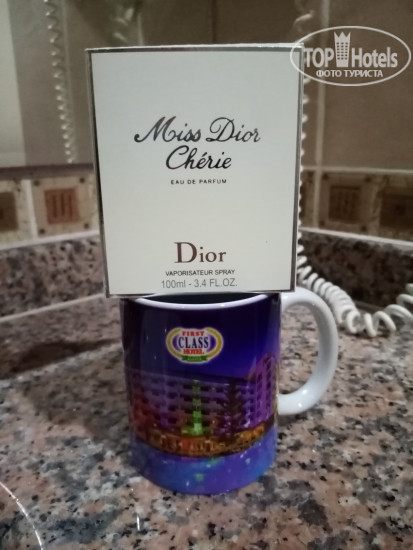 TOP Hotels
ФОТО ТУРИСТА
Miss Dior
Chérie
EAU DE PARFUM
Dior
VAPORISATEUR SPRAY
100ml - 3.4 FL.OZ.
FIRST
CLASS
HOTEL